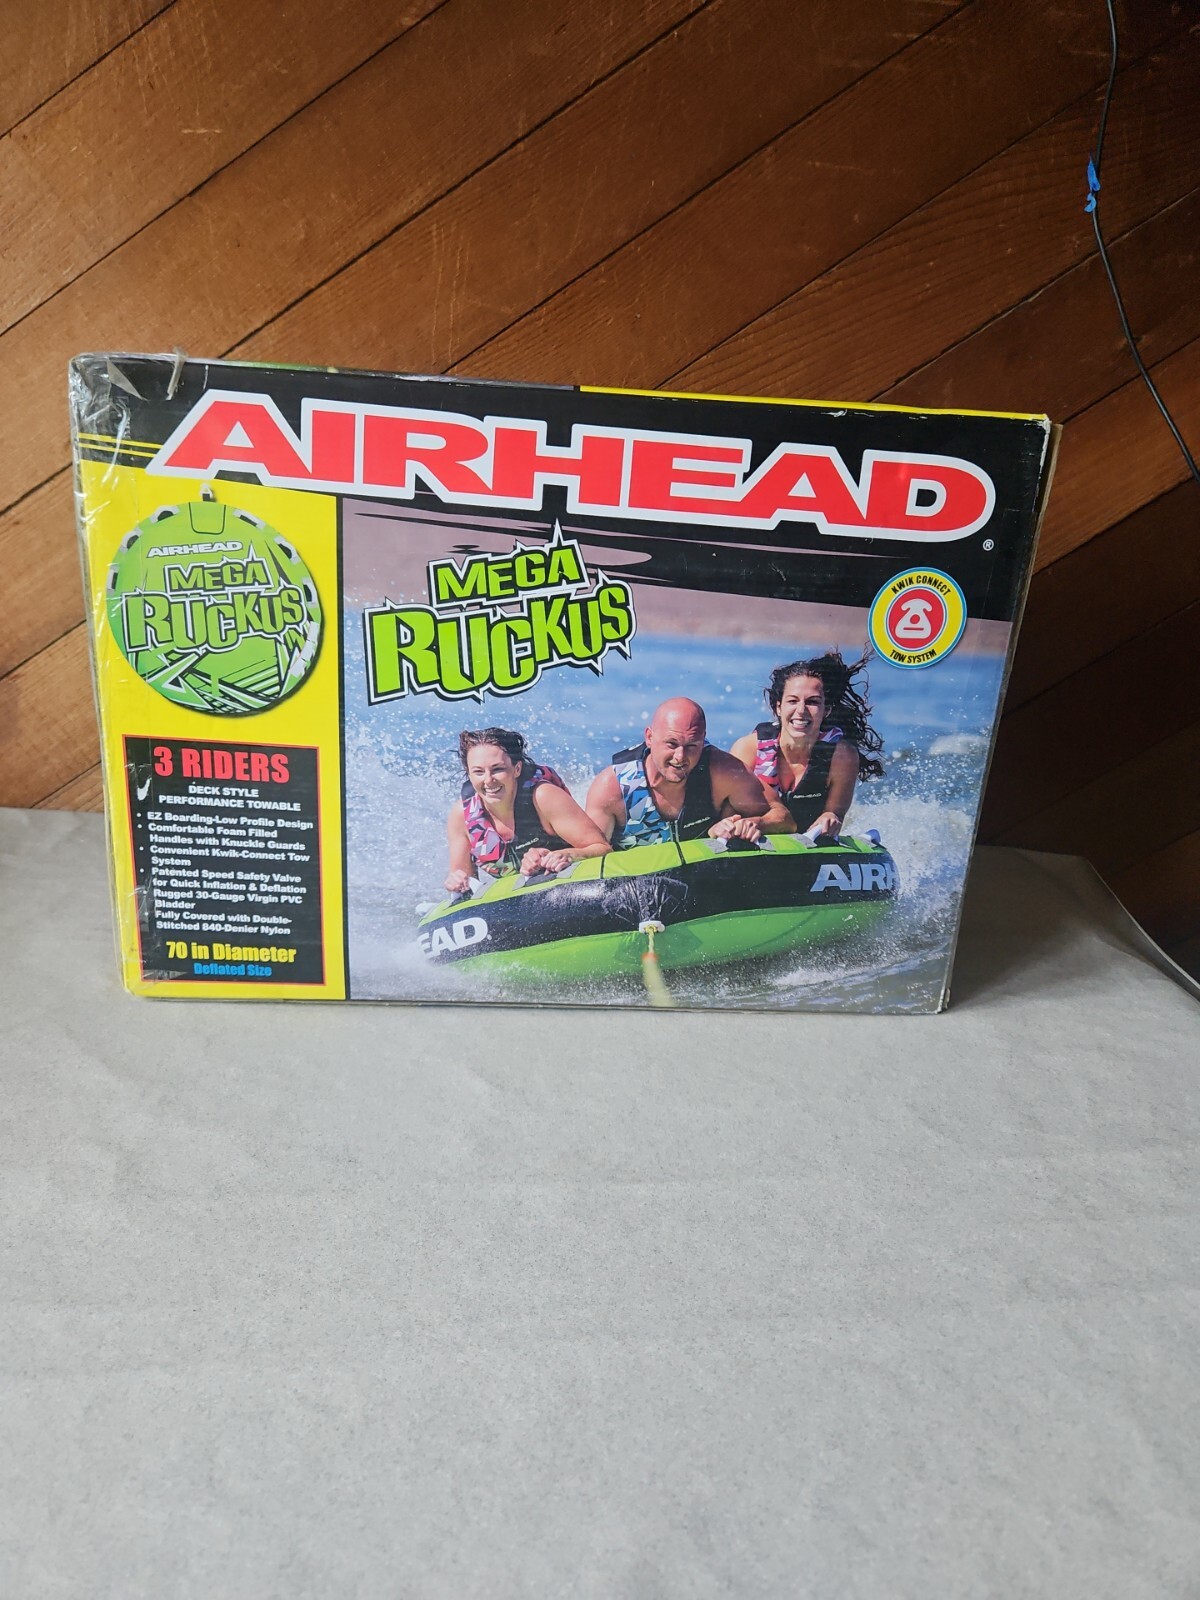 AIRHEAD
®
AIRHEAD
MEGA
RUCKUS
MEGA
RUCKUS
KWIK CONNECT
TOW SYSTEM
3 RIDERS
DECK STYLE
PERFORMANCE TOWABLE
• EZ Boarding-Low Profile Design
• Comfortable Foam Filled
Handles with Knuckle Guards
• Convenient Kwik-Connect Tow
System
• Patented Speed Safety Valve
for Quick Inflation & Deflation
Rugged 30-Gauge Virgin PVC
Bladder
Fully Covered with Double-
Stitched 840-Denier Nylon
70 in Diameter
Deflated Size
AIRHEAD
AIRHEAD
AIRH
EAD